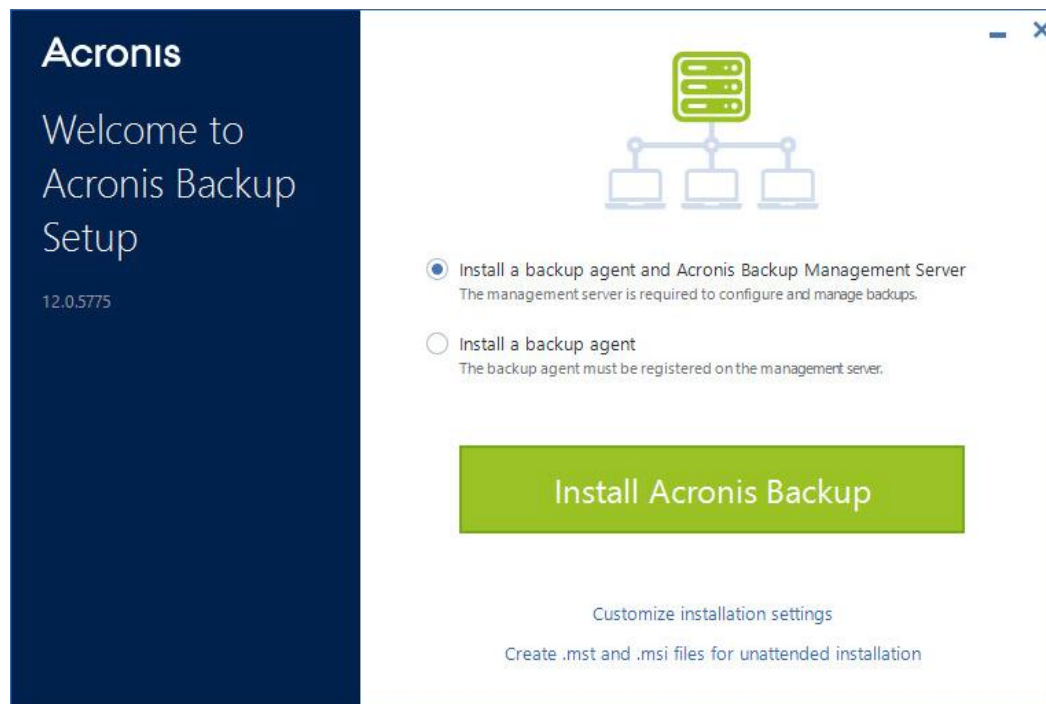 Acronis
Welcome to
Acronis Backup
Setup
12.0.5775
Install a backup agent and Acronis Backup Management Server
The management server is required to configure and manage backups.
Install a backup agent
The backup agent must be registered on the management server.
Install Acronis Backup
Customize installation settings
Create .mst and .msi files for unattended installation